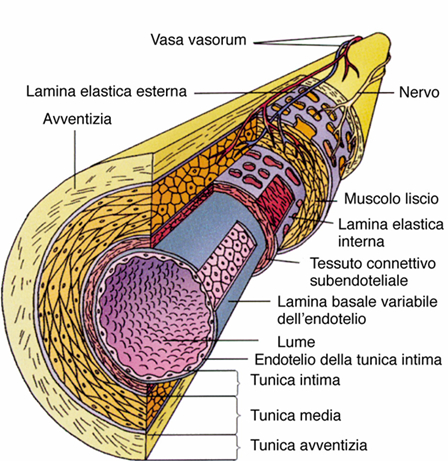 Vasa vasorum
Lamina elastica esterna
Nervo
Avventizia
Muscolo liscio
Lamina elastica
interna
Tessuto connettivo
subendoteliale
Lamina basale variabile
dell'endotelio
Lume
Endotelio della tunica intima
Tunica intima
Tunica media
Tunica avventizia